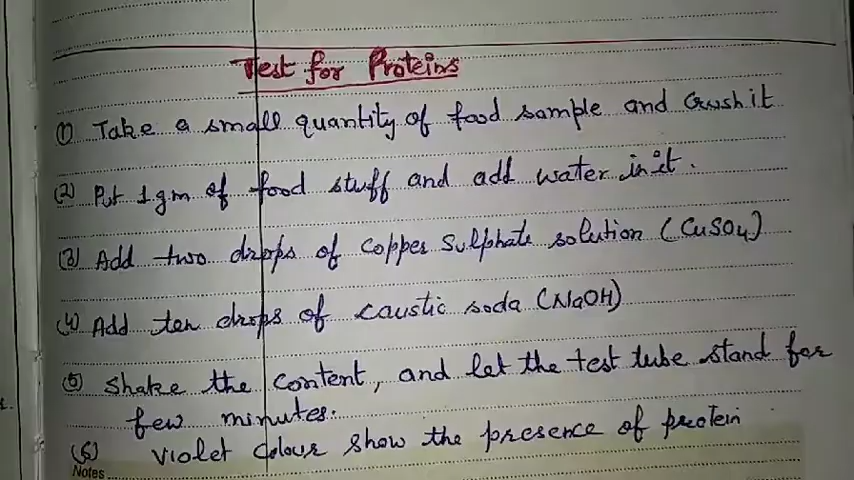 Test for Proteins
(1) Take a small quantity of food sample and Crush it
(2) Put 1 gm of food stuff and add water in it.
(3) Add two drops of Copper Sulphate solution (CuSO4)
(4) Add ten drops of caustic soda (NaOH)
(5) Shake the content, and let the test tube stand for
few minutes.
(6) Violet Colour show the presence of protein
Notes